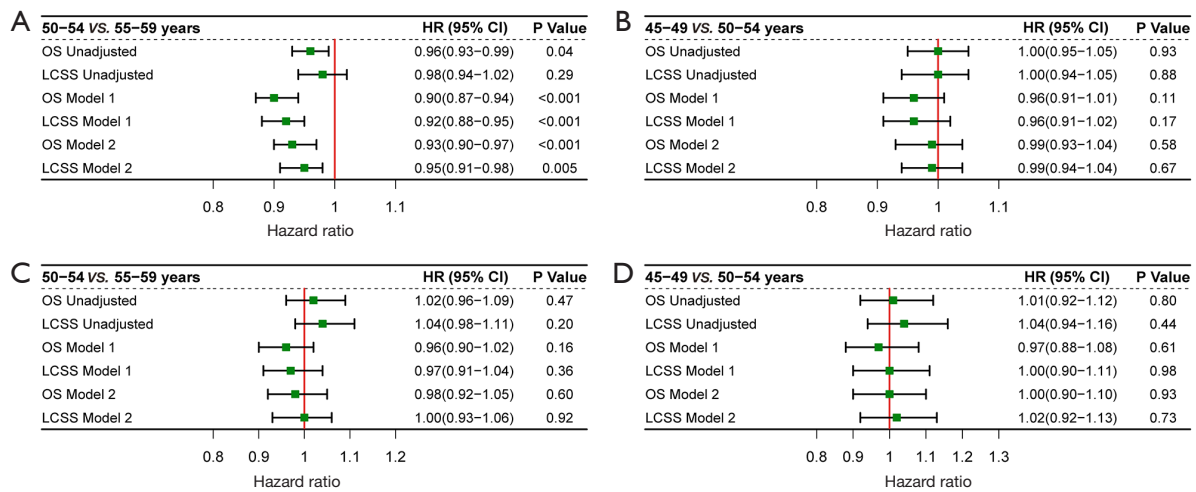 A 50−54 VS. 55−59 years HR (95% CI) P Value
OS Unadjusted 0.96(0.93−0.99) 0.04
LCSS Unadjusted 0.98(0.94−1.02) 0.29
OS Model 1 0.90(0.87−0.94) <0.001
LCSS Model 1 0.92(0.88−0.95) <0.001
OS Model 2 0.93(0.90−0.97) <0.001
LCSS Model 2 0.95(0.91−0.98) 0.005
0.8 0.9 1 1.1
Hazard ratio
B 45−49 VS. 50−54 years HR (95% CI) P Value
OS Unadjusted 1.00(0.95−1.05) 0.93
LCSS Unadjusted 1.00(0.94−1.05) 0.88
OS Model 1 0.96(0.91−1.01) 0.11
LCSS Model 1 0.96(0.91−1.02) 0.17
OS Model 2 0.99(0.93−1.04) 0.58
LCSS Model 2 0.99(0.94−1.04) 0.67
0.8 0.9 1 1.1
Hazard ratio
C 50−54 VS. 55−59 years HR (95% CI) P Value
OS Unadjusted 1.02(0.96−1.09) 0.47
LCSS Unadjusted 1.04(0.98−1.11) 0.20
OS Model 1 0.96(0.90−1.02) 0.16
LCSS Model 1 0.97(0.91−1.04) 0.36
OS Model 2 0.98(0.92−1.05) 0.60
LCSS Model 2 1.00(0.93−1.06) 0.92
0.8 0.9 1 1.1 1.2
Hazard ratio
D 45−49 VS. 50−54 years HR (95% CI) P Value
OS Unadjusted 1.01(0.92−1.12) 0.80
LCSS Unadjusted 1.04(0.94−1.16) 0.44
OS Model 1 0.97(0.88−1.08) 0.61
LCSS Model 1 1.00(0.90−1.11) 0.98
OS Model 2 1.00(0.90−1.10) 0.93
LCSS Model 2 1.02(0.92−1.13) 0.73
0.8 0.9 1 1.1 1.2 1.3
Hazard ratio